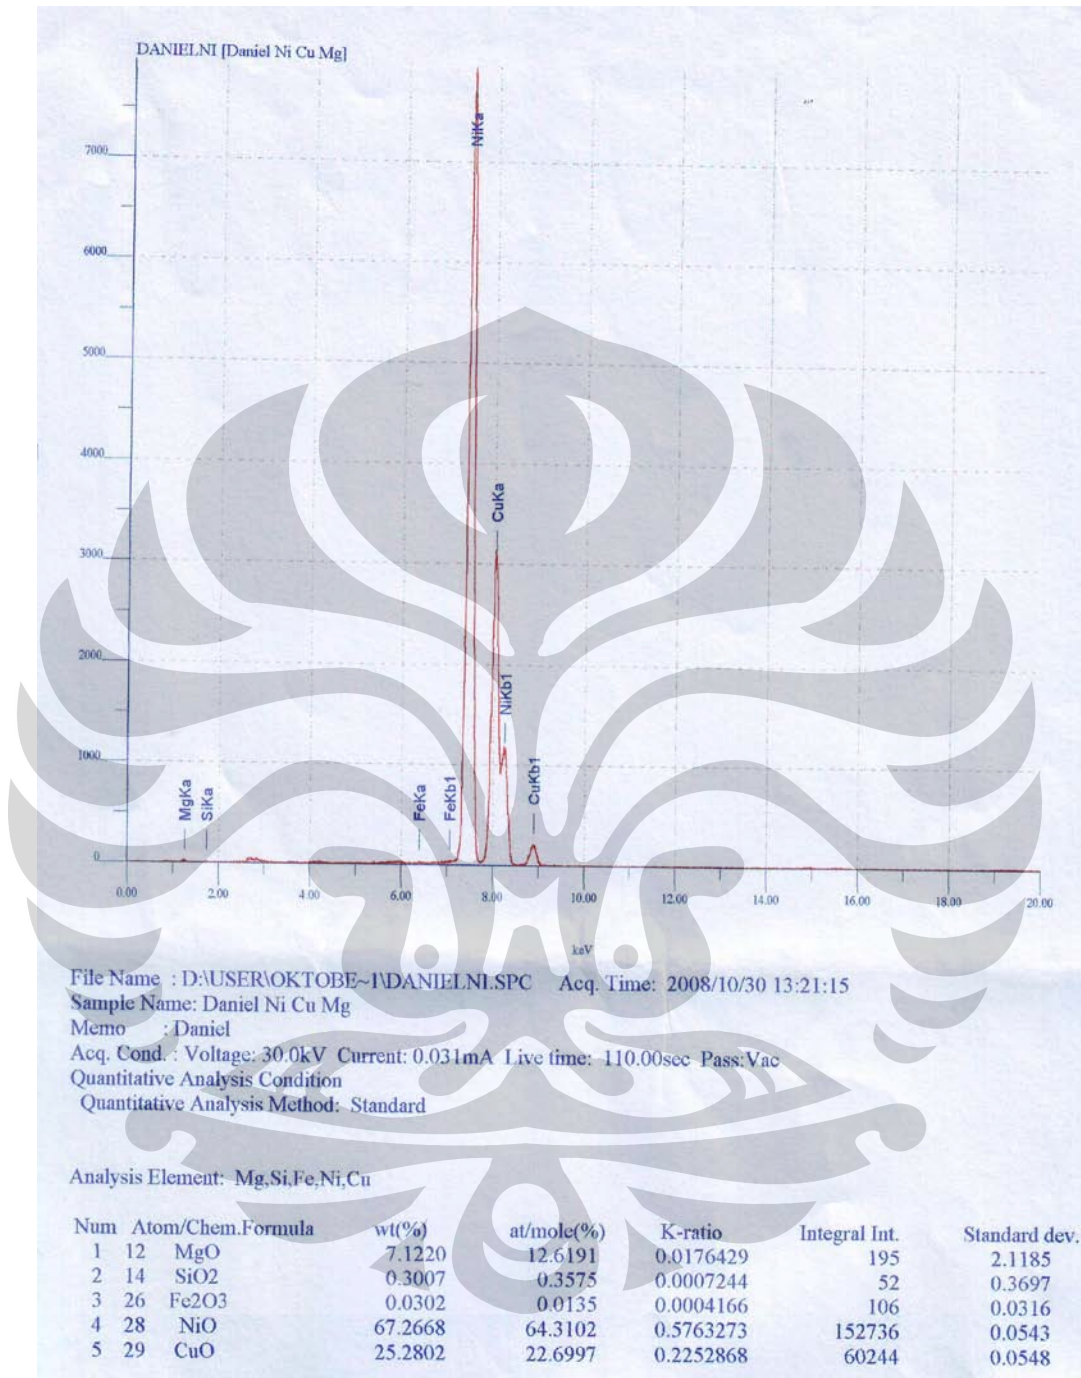 DANIELNI [Daniel Ni Cu Mg]
NiKa
7000
6000
5000
4000
CuKa
3000
2000
NiKb1
1000
MgKa
SiKa
FeKa
FeKb1
CuKb1
0
0.00 2.00 4.00 6.00 8.00 10.00 12.00 14.00 16.00 18.00 20.00
keV
File Name : D:\USER\OKTOBE~1\DANIELNI.SPC Acq. Time: 2008/10/30 13:21:15
Sample Name: Daniel Ni Cu Mg
Memo : Daniel
Acq. Cond. : Voltage: 30.0kV Current: 0.031mA Live time: 110.00sec Pass:Vac
Quantitative Analysis Condition
Quantitative Analysis Method: Standard
Analysis Element: Mg,Si,Fe,Ni,Cu
Num Atom/Chem.Formula wt(%) at/mole(%) K-ratio Integral Int. Standard dev.
1 12 MgO 7.1220 12.6191 0.0176429 195 2.1185
2 14 SiO2 0.3007 0.3575 0.0007244 52 0.3697
3 26 Fe2O3 0.0302 0.0135 0.0004166 106 0.0316
4 28 NiO 67.2668 64.3102 0.5763273 152736 0.0543
5 29 CuO 25.2802 22.6997 0.2252868 60244 0.0548